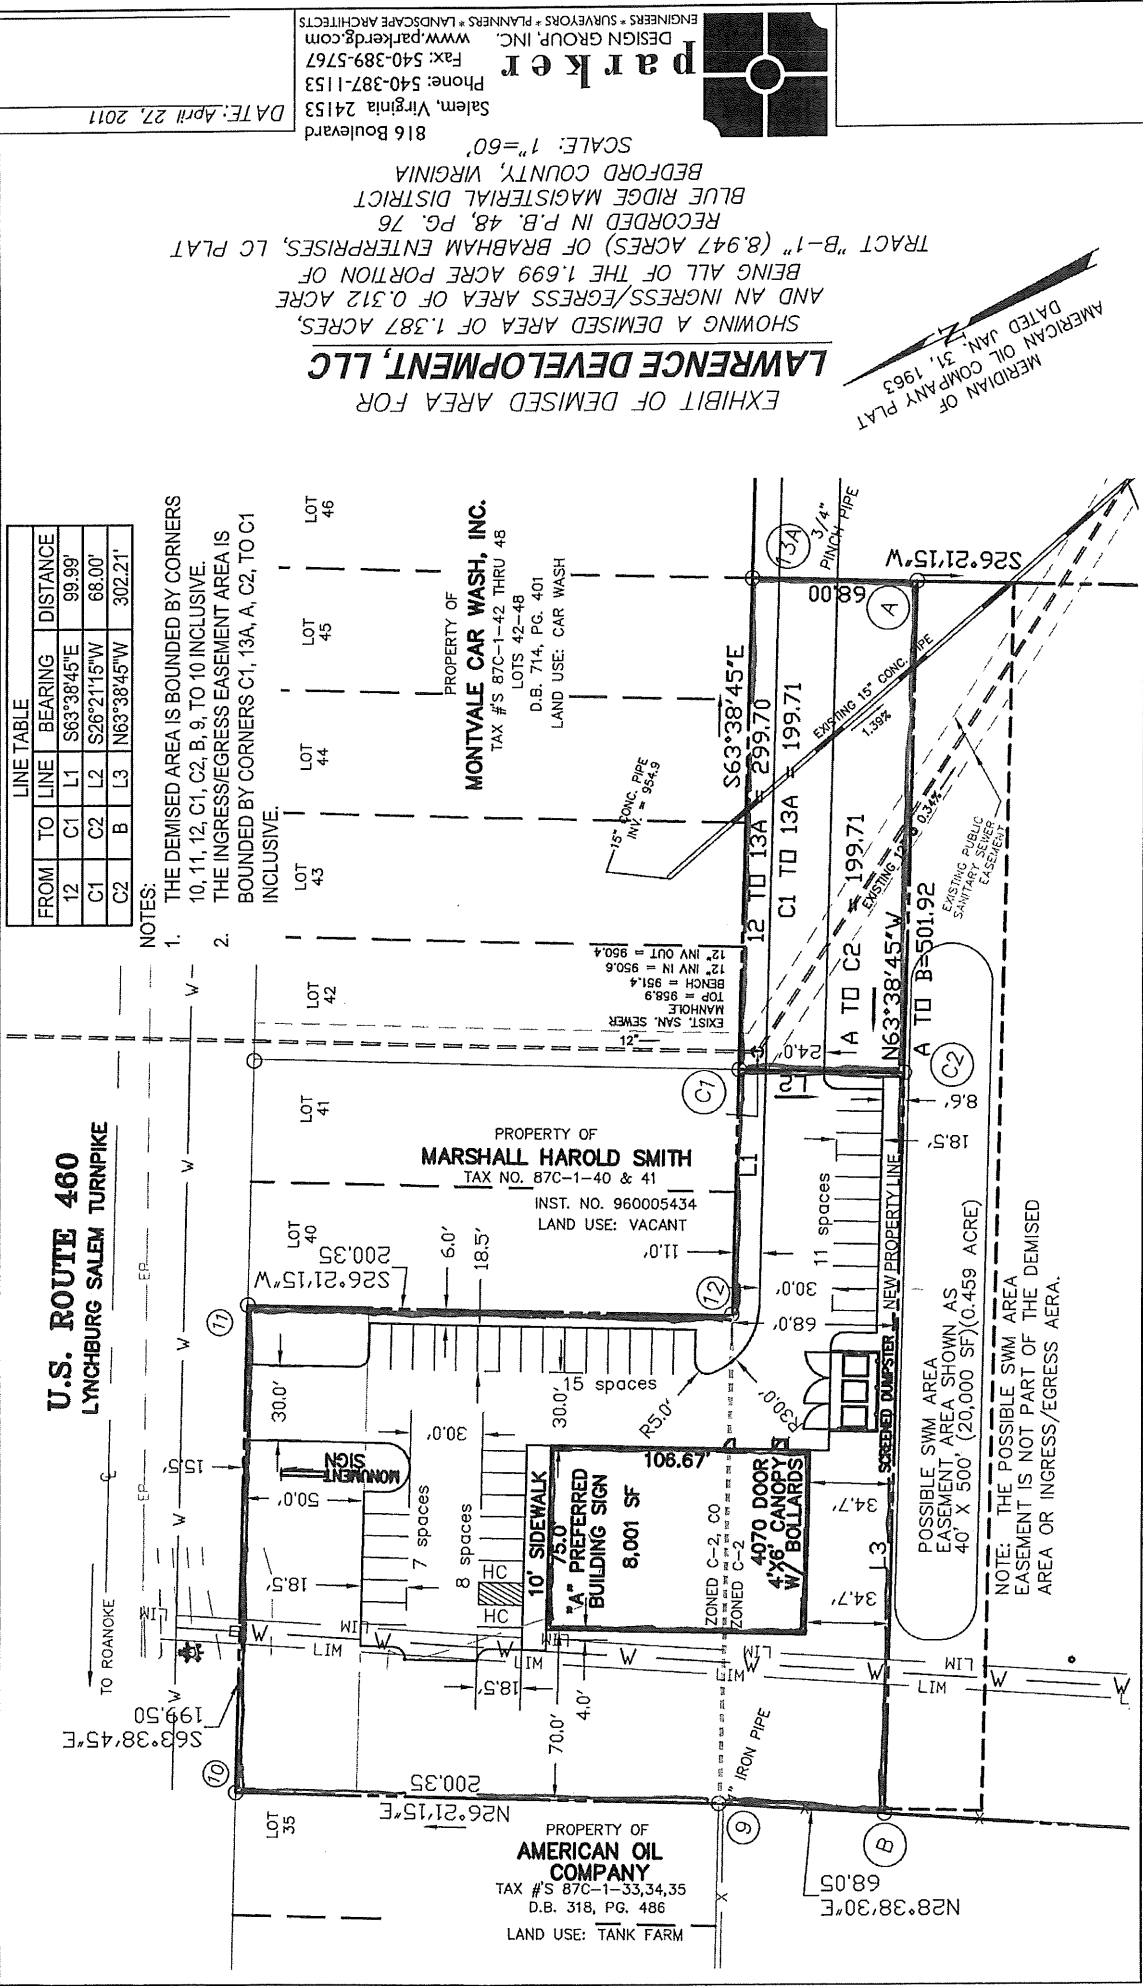 LINE TABLE
FROM TO LINE BEARING DISTANCE
12 C1 L1 S63°38'45"E 99.99'
C1 C2 L2 S26°21'15"W 68.00'
C2 B L3 N63°38'45"W 302.21'
NOTES:
1. THE DEMISED AREA IS BOUNDED BY CORNERS
10, 11, 12, C1, C2, B, 9, TO 10 INCLUSIVE.
2. THE INGRESS/EGRESS EASEMENT AREA IS
BOUNDED BY CORNERS C1, 13A, A, C2, TO C1
INCLUSIVE.
U.S. ROUTE 460
LYNCHBURG SALEM TURNPIKE
TO ROANOKE
EP
EP
W
W
W
W
W
S63°38'45"E
199.50
10
11
LOT
35
LOT
40
LOT
41
LOT
42
LOT
43
LOT
44
LOT
45
LOT
46
PROPERTY OF
MONTVALE CAR WASH, INC.
TAX #'S 87C-1-42 THRU 48
LOTS 42-48
D.B. 714, PG. 401
LAND USE: CAR WASH
PROPERTY OF
MARSHALL HAROLD SMITH
TAX NO. 87C-1-40 & 41
INST. NO. 960005434
LAND USE: VACANT
PROPERTY OF
AMERICAN OIL
COMPANY
TAX #'S 87C-1-33,34,35
D.B. 318, PG. 486
LAND USE: TANK FARM
S26°21'15"W
200.35
N26°21'15"E
200.35
N28°38'30"E
68.05
15.5'
50.0'
30.0'
MONUMENT
SIGN
18.5'
7 spaces
30.0'
8 spaces
HC
HC
18.5'
6.0'
18.5'
15 spaces
30.0'
R5.0'
R30.0'
10' SIDEWALK
75.0'
"A" PREFERRED
BUILDING SIGN
8,001 SF
106.67'
ZONED C-2, CO
ZONED C-2
4070 DOOR
4'X6' CANOPY
W/ BOLLARDS
70.0'
4.0'
34.7'
34.7'
1" IRON PIPE
9
B
12
C1
C2
13A
A
L1
L2
L3
11.0'
30.0'
68.0'
11 spaces
24.0'
18.5'
8.6'
SCREENED DUMPSTER
NEW PROPERTY LINE
EXIST. SAN. SEWER
MANHOLE
TOP = 958.9
BENCH = 951.4
12" INV IN = 950.6
12" INV OUT = 950.4
12"
15" CONC. PIPE
INV. = 954.9
S63°38'45"E
12 TO 13A = 299.70
C1 TO 13A = 199.71
A TO C2 = 199.71
N63°38'45"W
A TO B=501.92
EXISTING 15" CONC. PIPE
1.39%
EXISTING 12" @ 0.34%
EXISTING PUBLIC
SANITARY SEWER
EASEMENT
68.00
3/4"
PINCH PIPE
S26°21'15"W
POSSIBLE SWM AREA
EASEMENT AREA SHOWN AS
40' X 500' (20,000 SF)(0.459 ACRE)
NOTE: THE POSSIBLE SWM AREA
EASEMENT IS NOT PART OF THE DEMISED
AREA OR INGRESS/EGRESS AERA.
MERIDIAN OF
AMERICAN OIL COMPANY PLAT
DATED JAN. 31, 1963
N
EXHIBIT OF DEMISED AREA FOR
LAWRENCE DEVELOPMENT, LLC
SHOWING A DEMISED AREA OF 1.387 ACRES,
AND AN INGRESS/EGRESS AREA OF 0.312 ACRE
BEING ALL OF THE 1.699 ACRE PORTION OF
TRACT "B-1" (8.947 ACRES) OF BRABHAM ENTERPRISES, LC PLAT
RECORDED IN P.B. 48, PG. 76
BLUE RIDGE MAGISTERIAL DISTRICT
BEDFORD COUNTY, VIRGINIA
SCALE: 1"=60'
parker
DESIGN GROUP, INC.
ENGINEERS * SURVEYORS * PLANNERS * LANDSCAPE ARCHITECTS
816 Boulevard
Salem, Virginia 24153
Phone: 540-387-1153
Fax: 540-389-5767
www.parkerdg.com
DATE: April 27, 2011